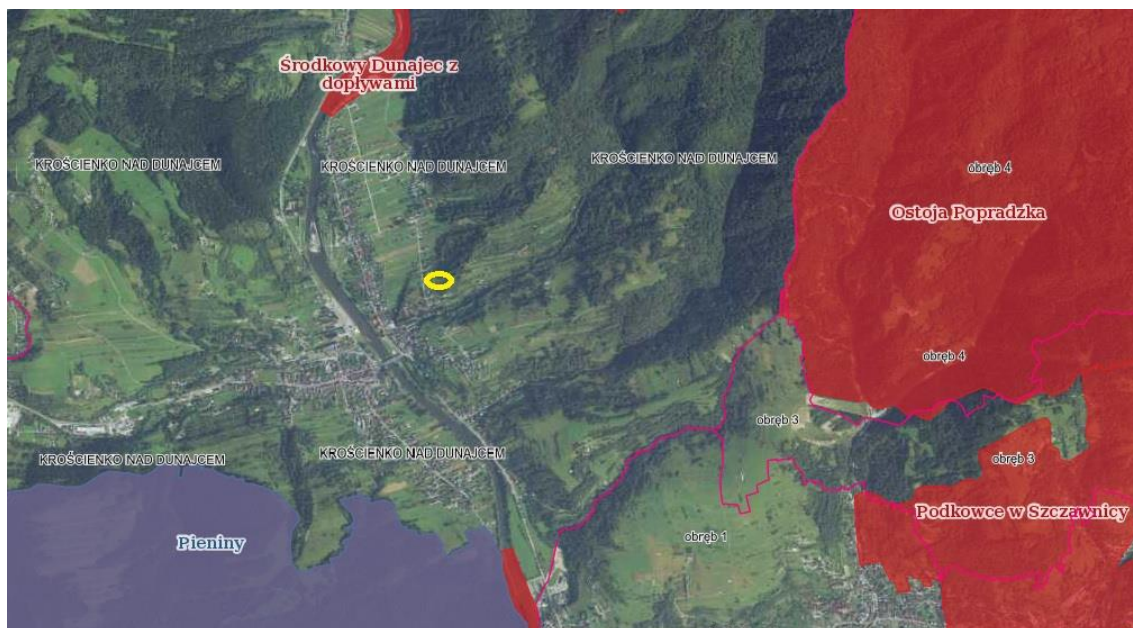 Środkowy Dunajec z
dopływami
KROŚCIENKO NAD DUNAJCEM
KROŚCIENKO NAD DUNAJCEM
KROŚCIENKO NAD DUNAJCEM
obręb 4
Ostoja Popradzka
obręb 4
obręb 3
KROŚCIENKO NAD DUNAJCEM
KROŚCIENKO NAD DUNAJCEM
obręb 3
Podkowce w Szczawnicy
obręb 1
Pieniny